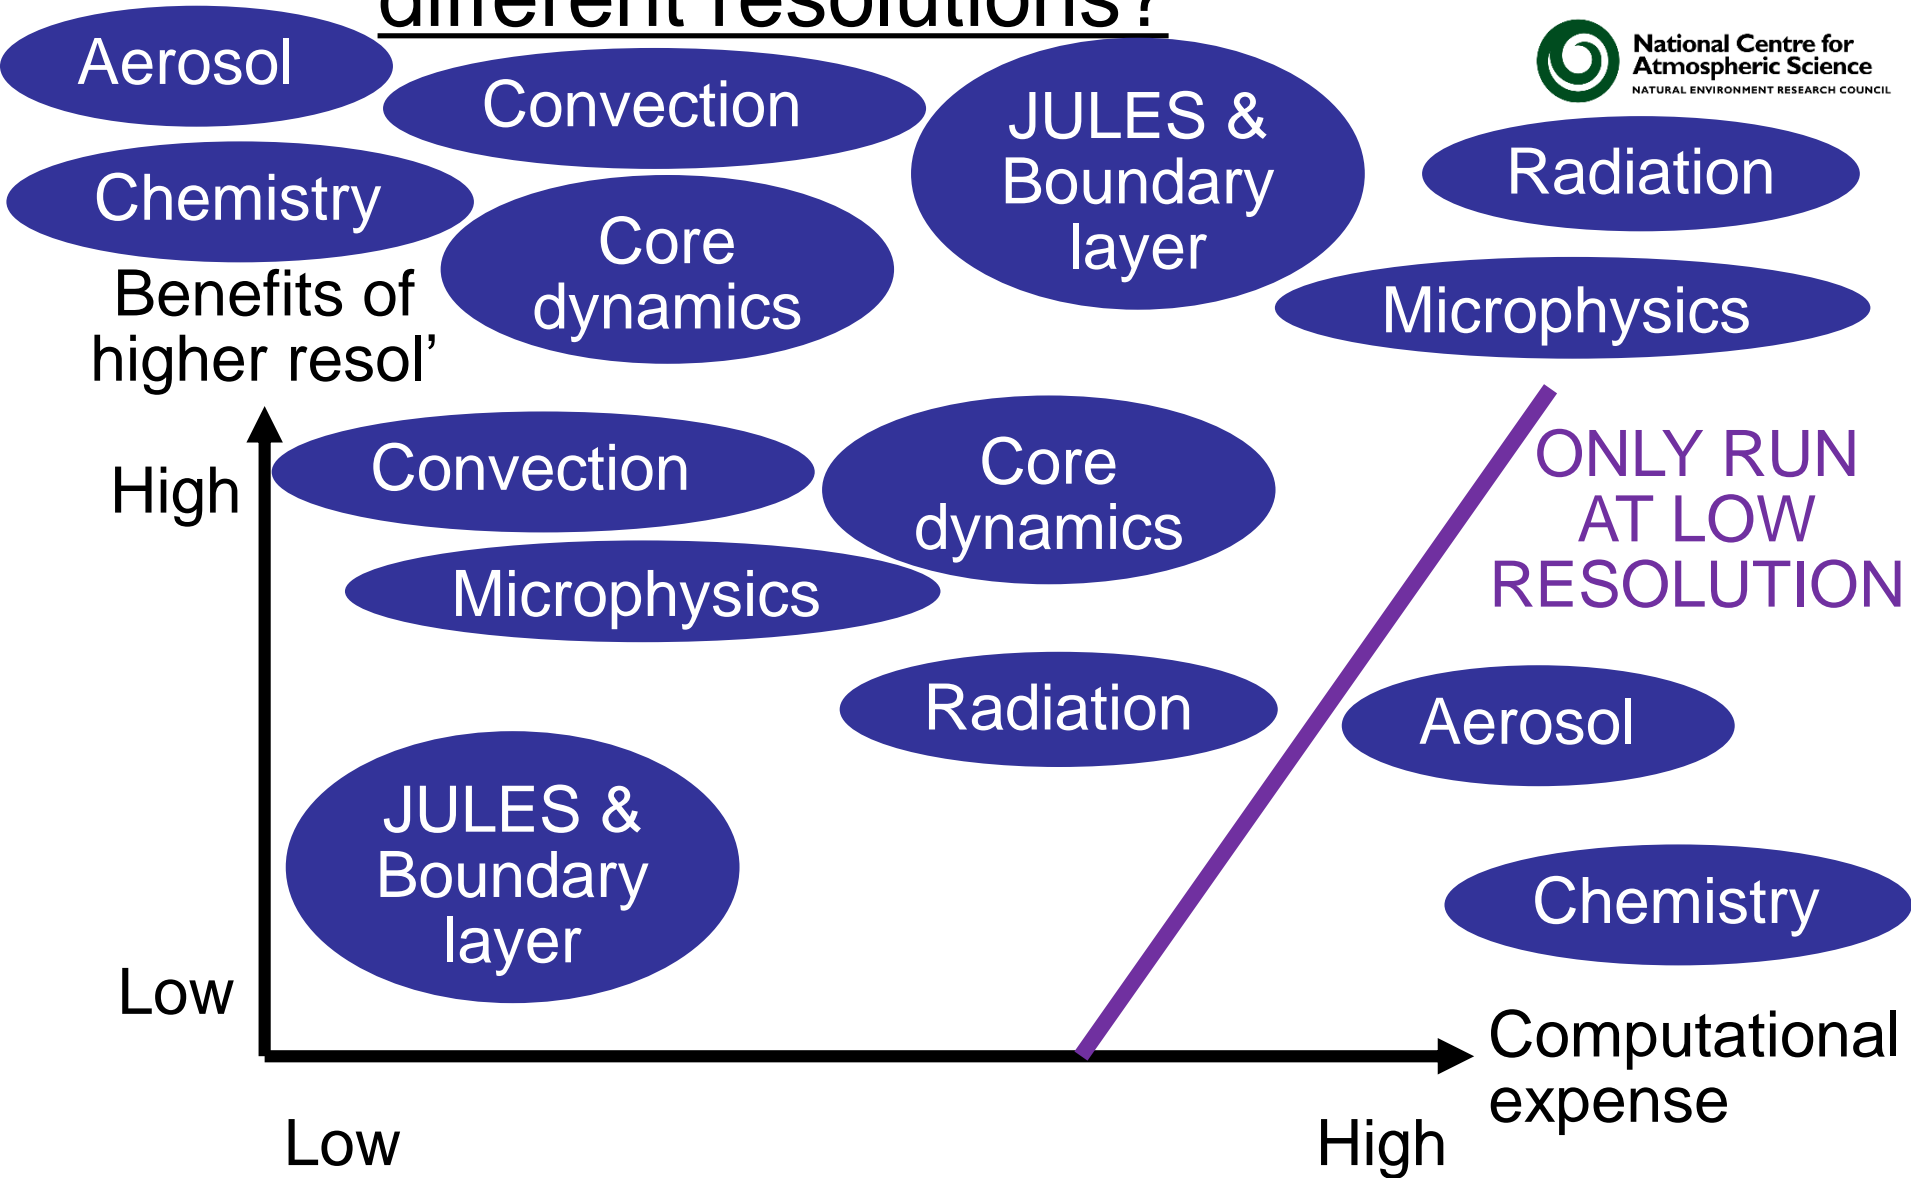 different resolutions?
National Centre for
Atmospheric Science
NATURAL ENVIRONMENT RESEARCH COUNCIL
Aerosol
Convection
JULES &
Boundary
layer
Radiation
Chemistry
Core
dynamics
Microphysics
Benefits of
higher resol’
High
Convection
Core
dynamics
ONLY RUN
AT LOW
RESOLUTION
Microphysics
Radiation
Aerosol
JULES &
Boundary
layer
Chemistry
Low
Computational
expense
Low
High